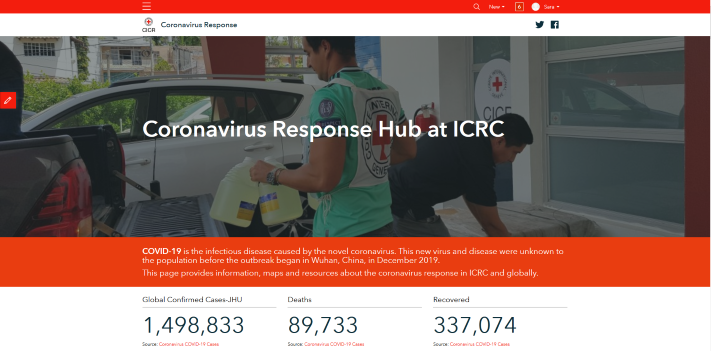 New
6
Sara
CICR
Coronavirus Response
CICR
Coronavirus Response Hub at ICRC
COVID-19 is the infectious disease caused by the novel coronavirus. This new virus and disease were unknown to
the population before the outbreak began in Wuhan, China, in December 2019.
This page provides information, maps and resources about the coronavirus response in ICRC and globally.
Global Confirmed Cases-JHU
Deaths
Recovered
1,498,833
89,733
337,074
Source: Coronavirus COVID-19 Cases
Source: Coronavirus COVID-19 Cases
Source: Coronavirus COVID-19 Cases